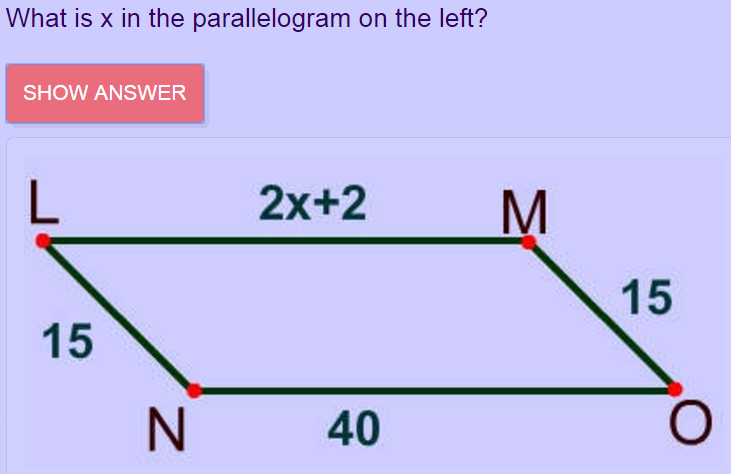 What is x in the parallelogram on the left?
SHOW ANSWER
L
2x+2
M
15
15
N
40
O